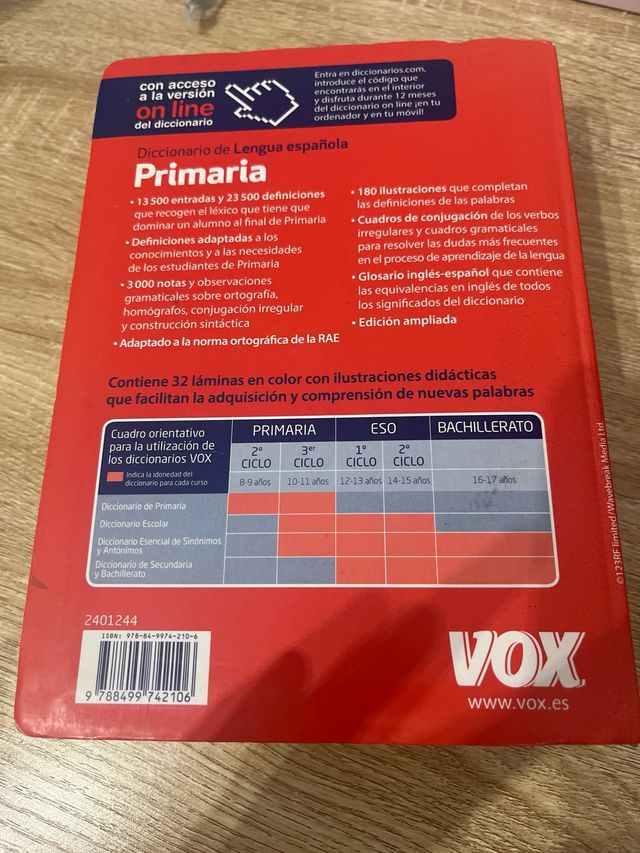 con acceso
a la versión
on line
del diccionario
Entra en diccionarios.com,
introduce el código que
encontrarás en el interior
y disfruta durante 12 meses
del diccionario on line ¡en tu
ordenador y en tu móvil!
Diccionario de Lengua española
Primaria
• 13 500 entradas y 23 500 definiciones
que recogen el léxico que tiene que
dominar un alumno al final de Primaria
• Definiciones adaptadas a los
conocimientos y a las necesidades
de los estudiantes de Primaria
• 3 000 notas y observaciones
gramaticales sobre ortografía,
homógrafos, conjugación irregular
y construcción sintáctica
• Adaptado a la norma ortográfica de la RAE
• 180 ilustraciones que completan
las definiciones de las palabras
• Cuadros de conjugación de los verbos
irregulares y cuadros gramaticales
para resolver las dudas más frecuentes
en el proceso de aprendizaje de la lengua
• Glosario inglés-español que contiene
las equivalencias en inglés de todos
los significados del diccionario
• Edición ampliada
Contiene 32 láminas en color con ilustraciones didácticas
que facilitan la adquisición y comprensión de nuevas palabras
Cuadro orientativo
para la utilización de
los diccionarios VOX
Indica la idoneidad del
diccionario para cada curso
PRIMARIA ESO BACHILLERATO
2º CICLO 3er CICLO 1º CICLO 2º CICLO
8-9 años 10-11 años 12-13 años 14-15 años 16-17 años
Diccionario de Primaria
Diccionario Escolar
Diccionario Esencial de Sinónimos
y Antónimos
Diccionario de Secundaria
y Bachillerato
©123RF limited/Wavebreak Media Ltd.
2401244
ISBN: 978-84-9974-210-6
9 788499 742106
VOX
www.vox.es